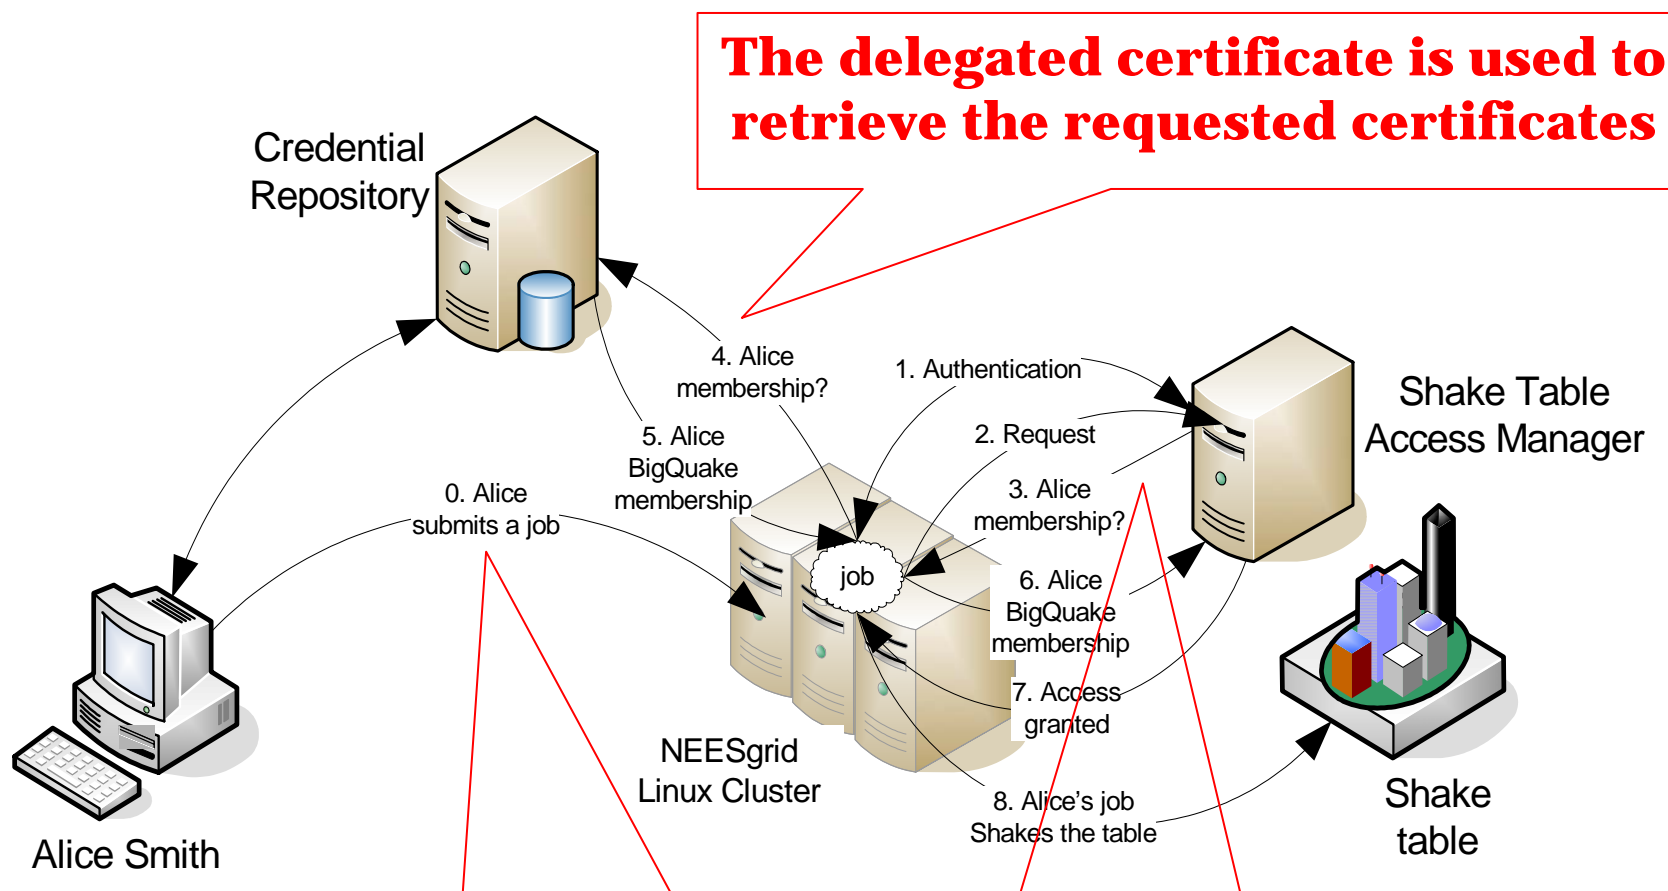 The delegated certificate is used to
retrieve the requested certificates
Credential
Repository
4. Alice
membership?
1. Authentication
Shake Table
Access Manager
5. Alice
BigQuake
membership
2. Request
0. Alice
submits a job
3. Alice
membership?
job
6. Alice
BigQuake
membership
7. Access
granted
NEESgrid
Linux Cluster
8. Alice's job
Shakes the table
Shake
table
Alice Smith